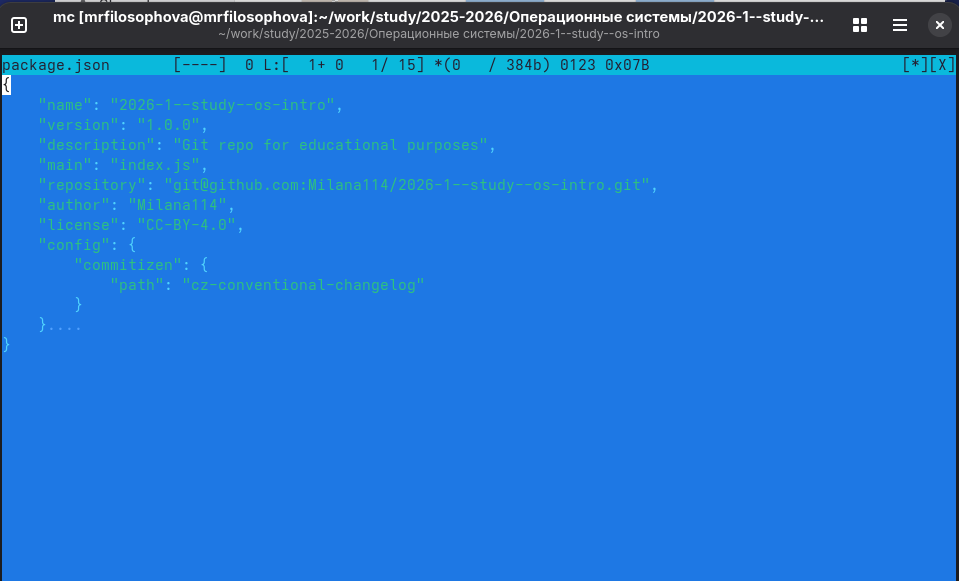 mc [mrfilosophova@mrfilosophova]:~/work/study/2025-2026/Операционные системы/2026-1--study-...
~/work/study/2025-2026/Операционные системы/2026-1--study--os-intro
package.json       [----]  0 L:[  1+ 0   1/ 15] *(0   / 384b) 0123 0x07B                            [*][X]
{
    "name": "2026-1--study--os-intro",
    "version": "1.0.0",
    "description": "Git repo for educational purposes",
    "main": "index.js",
    "repository": "git@github.com:Milana114/2026-1--study--os-intro.git",
    "author": "Milana114",
    "license": "CC-BY-4.0",
    "config": {
        "commitizen": {
            "path": "cz-conventional-changelog"
        }
    }....
}